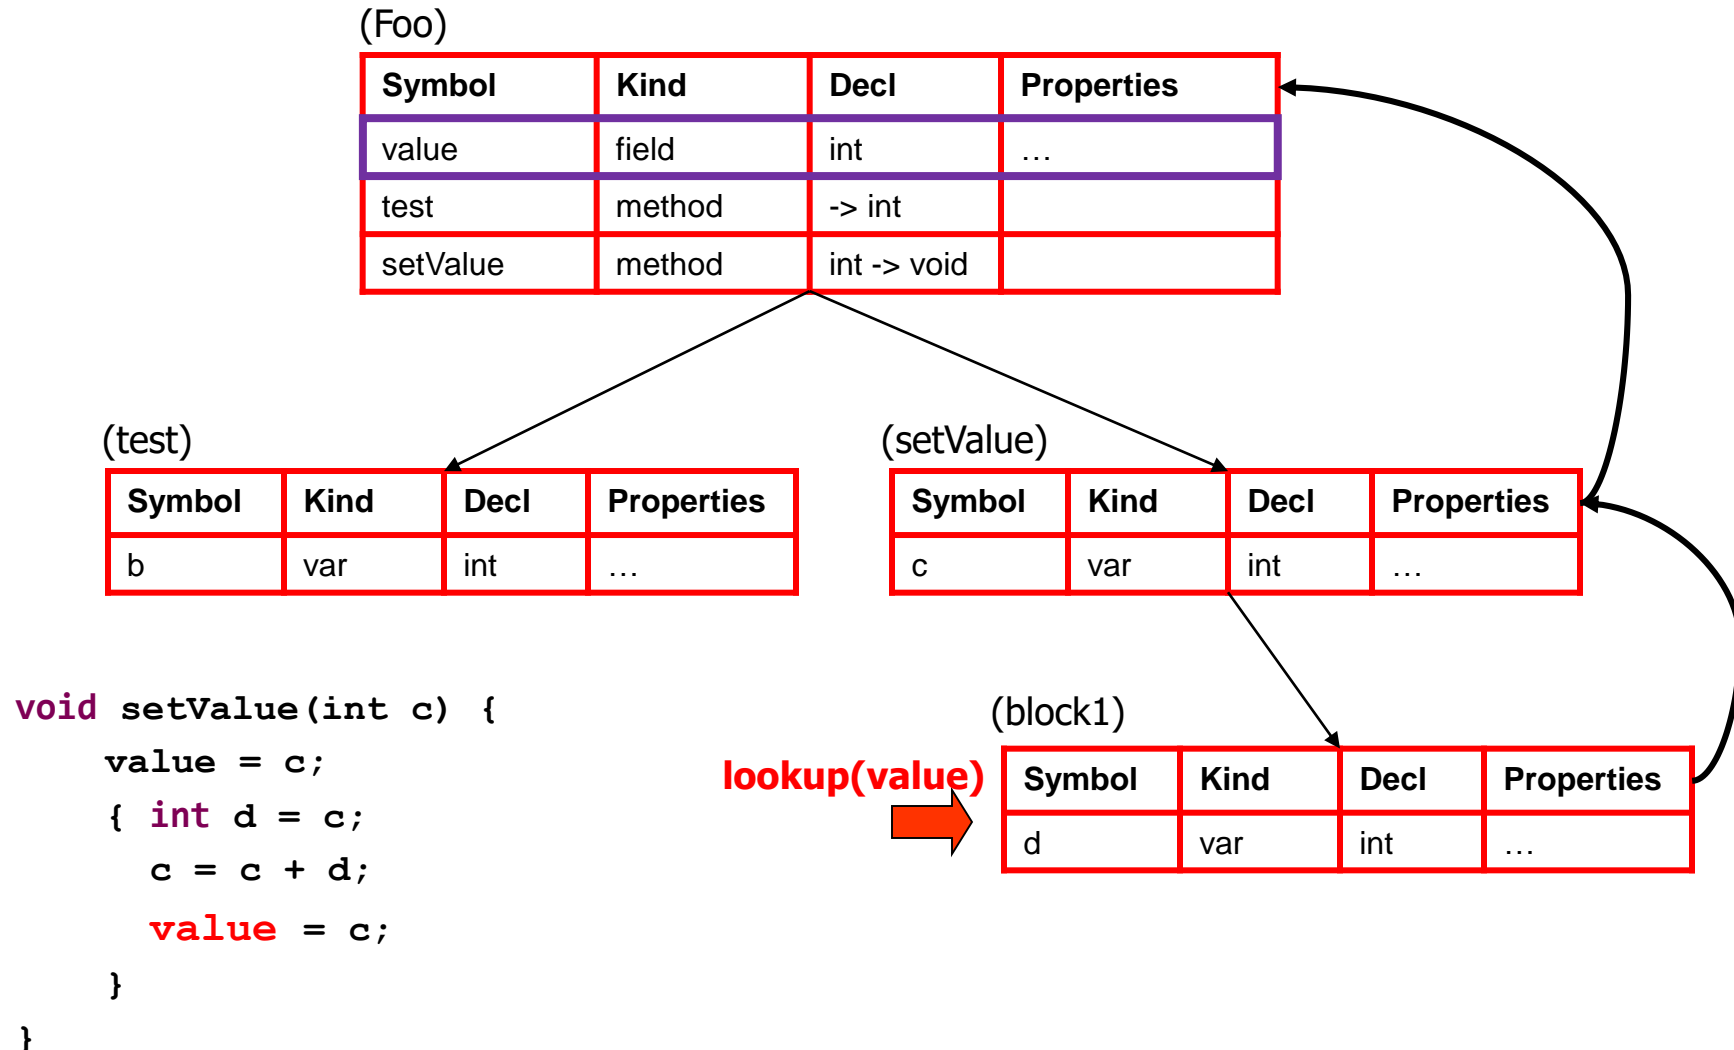 (Foo)
Symbol Kind Decl Properties
value field int …
test method -> int
setValue method int -> void
(test)
Symbol Kind Decl Properties
b var int …
(setValue)
Symbol Kind Decl Properties
c var int …
void setValue(int c) {
value = c;
{ int d = c;
c = c + d;
value = c;
}
}
lookup(value)
(block1)
Symbol Kind Decl Properties
d var int …